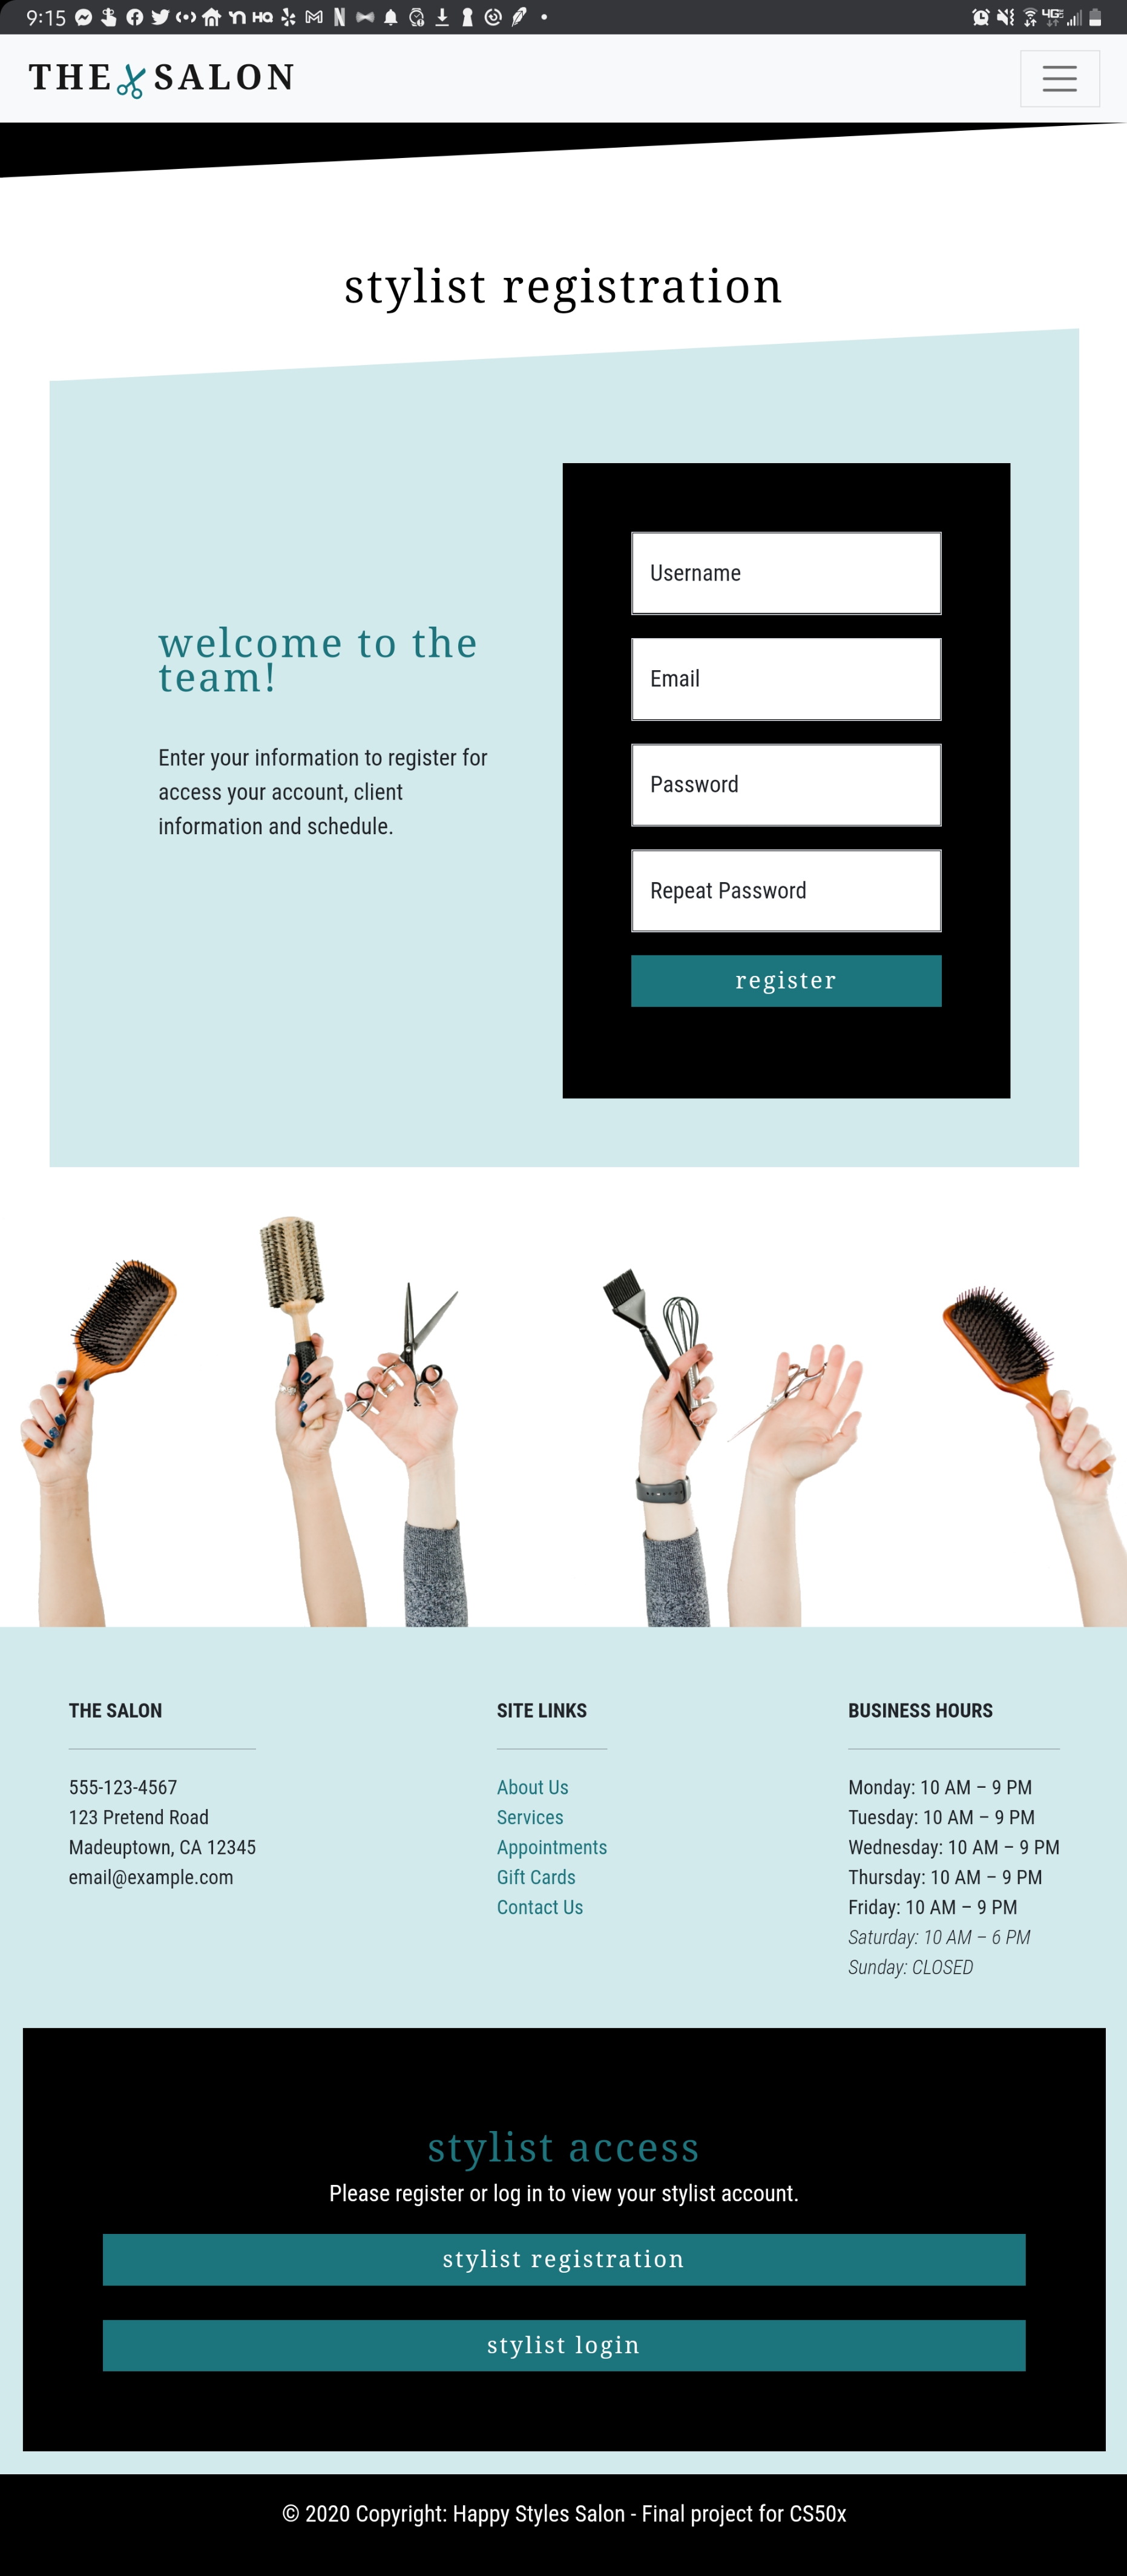 9:15
HQ
N
4G
THE SALON
stylist registration
welcome to the
team!
Enter your information to register for
access your account, client
information and schedule.
Username
Email
Password
Repeat Password
register
THE SALON
555-123-4567
123 Pretend Road
Madeuptown, CA 12345
email@example.com
SITE LINKS
About Us
Services
Appointments
Gift Cards
Contact Us
BUSINESS HOURS
Monday: 10 AM – 9 PM
Tuesday: 10 AM – 9 PM
Wednesday: 10 AM – 9 PM
Thursday: 10 AM – 9 PM
Friday: 10 AM – 9 PM
Saturday: 10 AM – 6 PM
Sunday: CLOSED
stylist access
Please register or log in to view your stylist account.
stylist registration
stylist login
© 2020 Copyright: Happy Styles Salon - Final project for CS50x